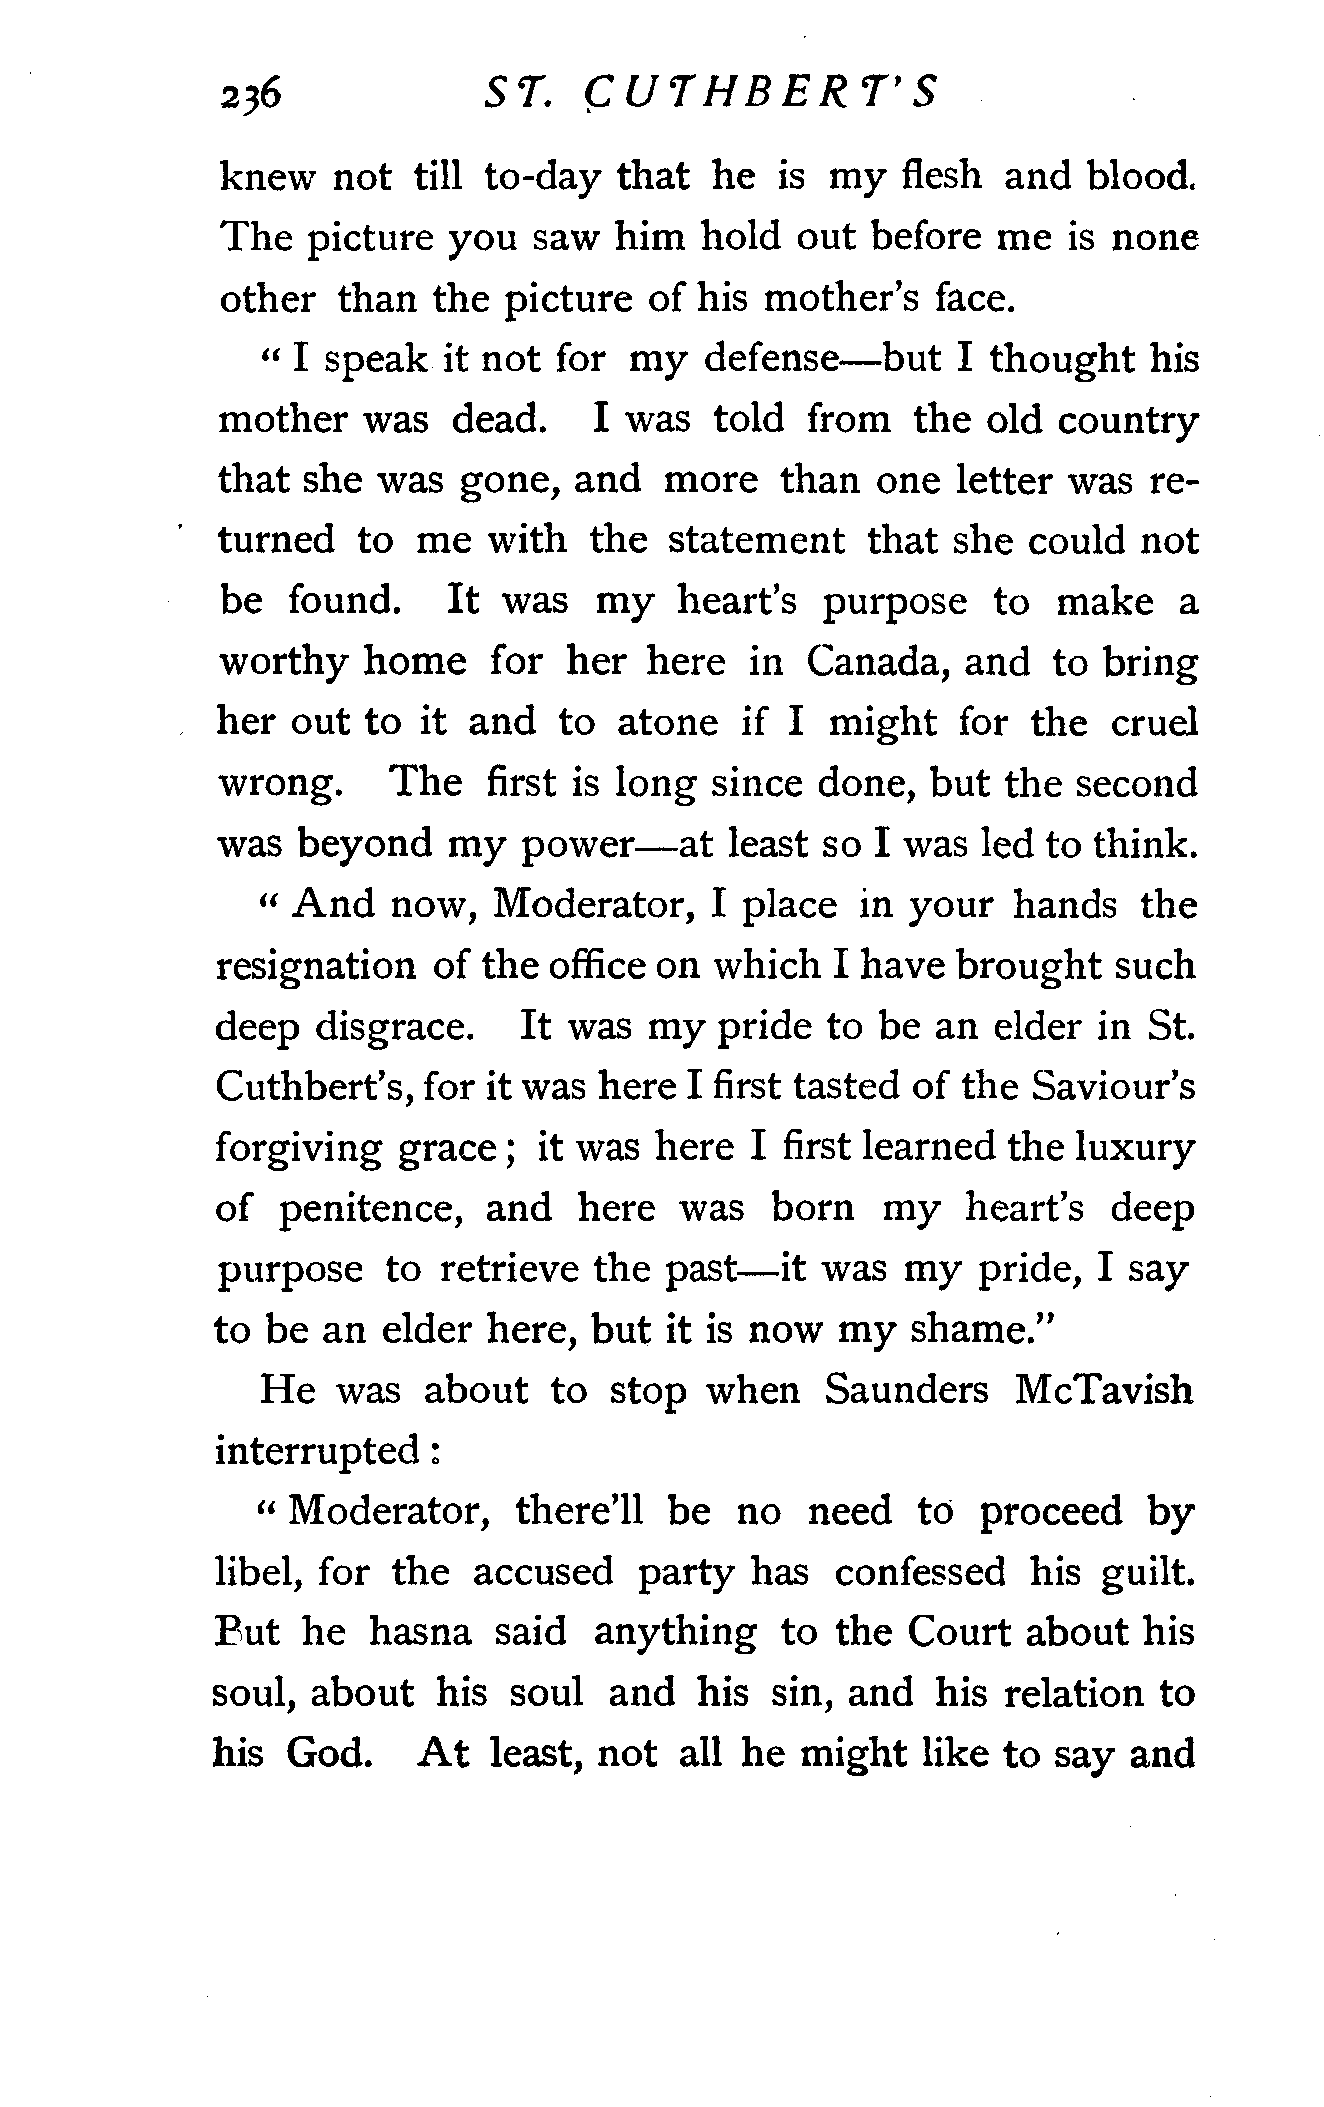 236 ST. CUTHBERT'S
knew not till to-day that he is my flesh and blood.
The picture you saw him hold out before me is none
other than the picture of his mother's face.
“ I speak it not for my defense—but I thought his
mother was dead. I was told from the old country
that she was gone, and more than one letter was re-
turned to me with the statement that she could not
be found. It was my heart's purpose to make a
worthy home for her here in Canada, and to bring
her out to it and to atone if I might for the cruel
wrong. The first is long since done, but the second
was beyond my power—at least so I was led to think.
“ And now, Moderator, I place in your hands the
resignation of the office on which I have brought such
deep disgrace. It was my pride to be an elder in St.
Cuthbert's, for it was here I first tasted of the Saviour's
forgiving grace ; it was here I first learned the luxury
of penitence, and here was born my heart's deep
purpose to retrieve the past—it was my pride, I say
to be an elder here, but it is now my shame.”
He was about to stop when Saunders McTavish
interrupted :
“ Moderator, there'll be no need to proceed by
libel, for the accused party has confessed his guilt.
But he hasna said anything to the Court about his
soul, about his soul and his sin, and his relation to
his God. At least, not all he might like to say and